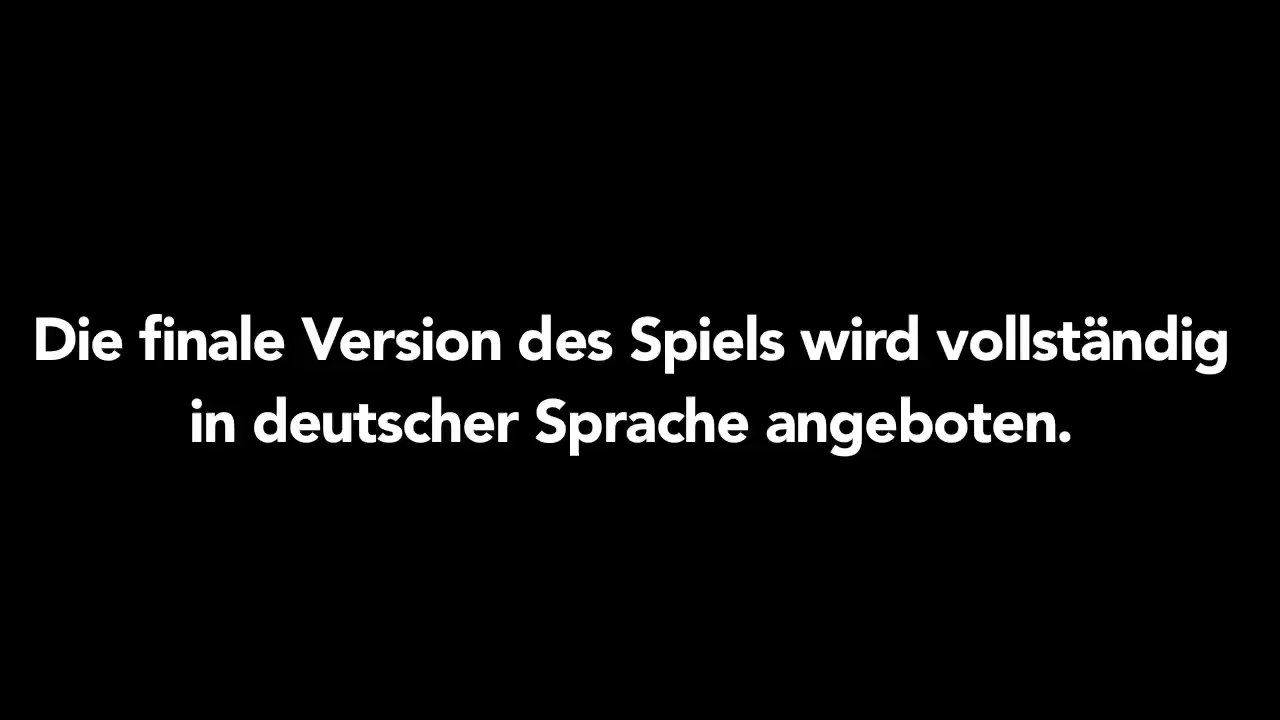 Die finale Version des Spiels wird vollständig
in deutscher Sprache angeboten.